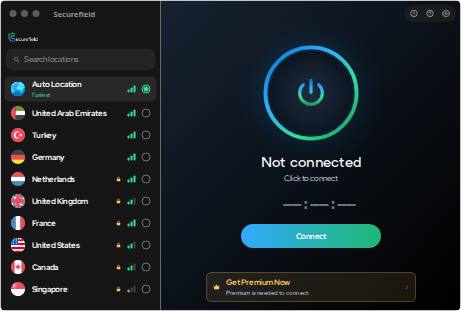 Securefield
Securefield
Search locations
Auto Location
Fastest
United Arab Emirates
Turkey
Germany
Netherlands
United Kingdom
France
United States
Canada
Singapore
Not connected
Click to connect
Connect
Get Premium Now
Premium is needed to connect.